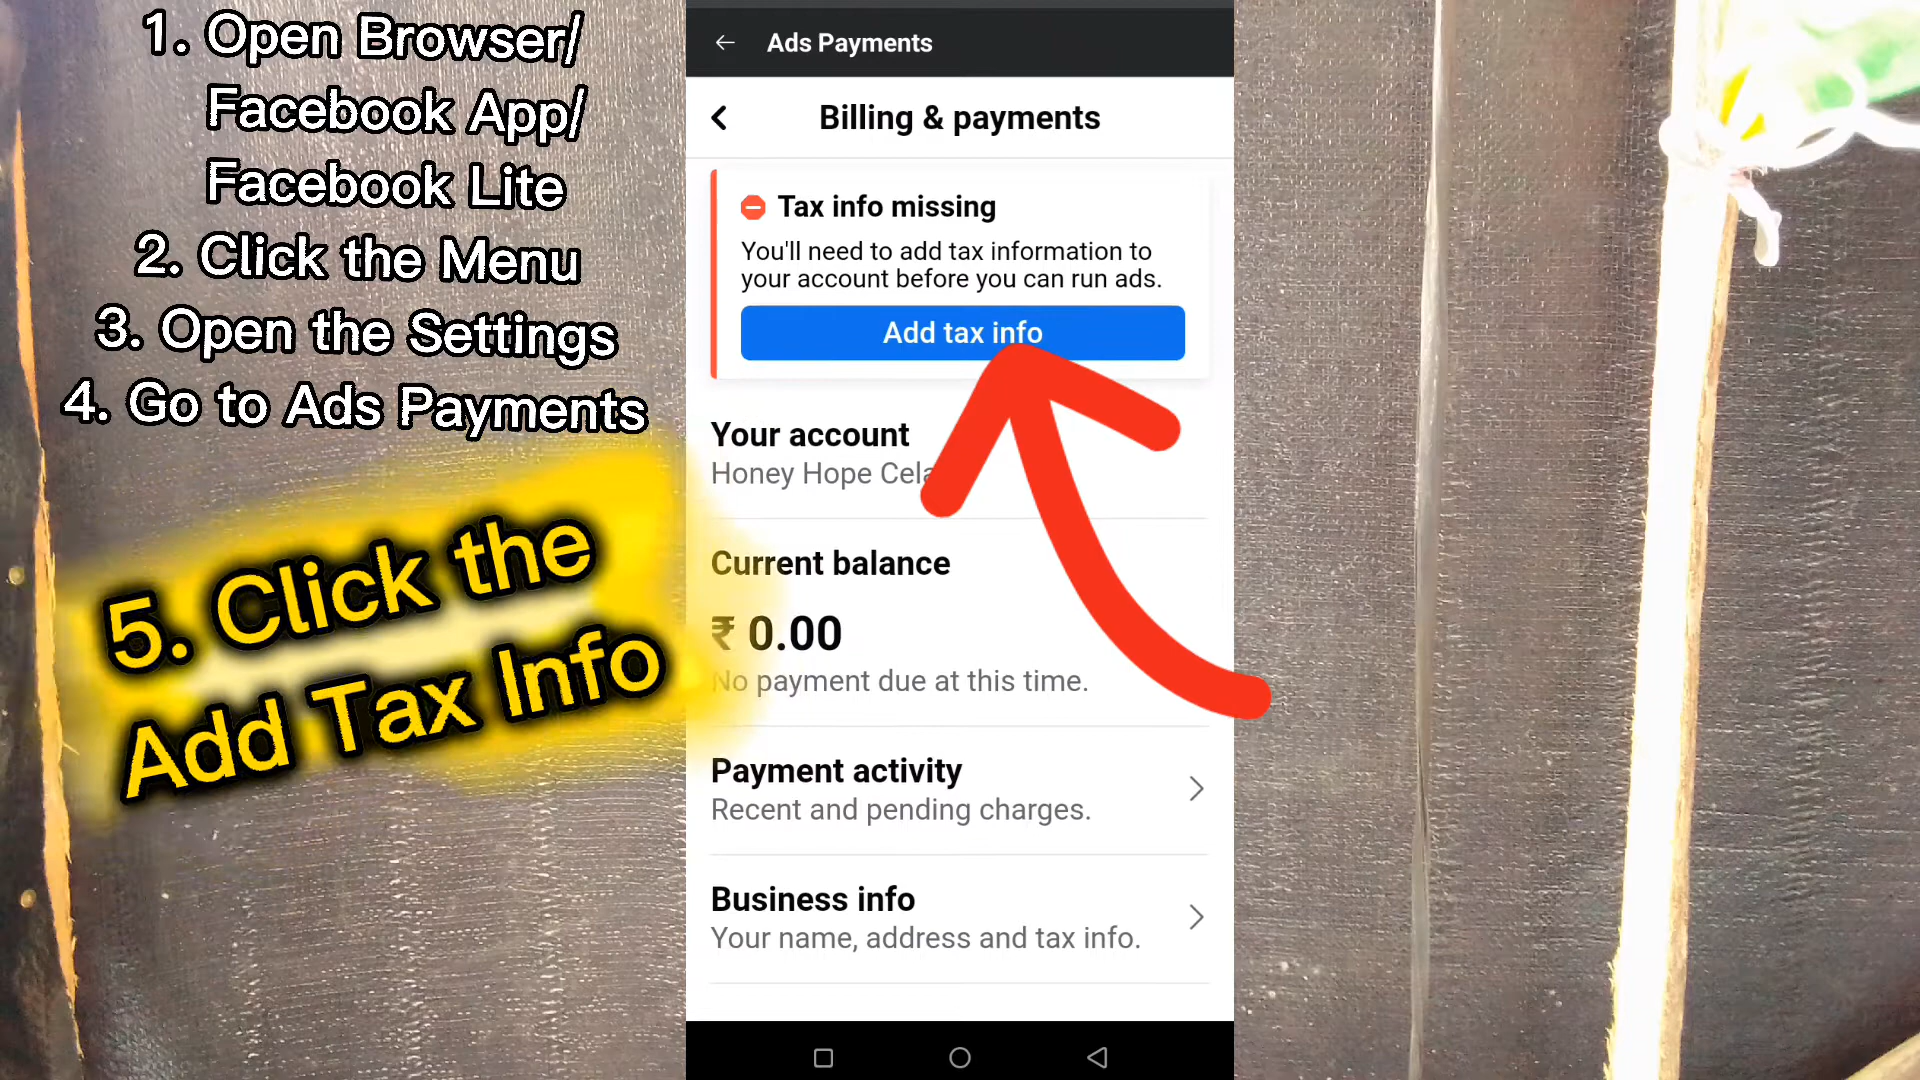 1. Open Browser/
Facebook App/
Facebook Lite
2. Click the Menu
3. Open the Settings
4. Go to Ads Payments
5. Click the
Add Tax Info
Ads Payments
Billing & payments
Tax info missing
You'll need to add tax information to
your account before you can run ads.
Add tax info
Your account
Honey Hope
Current balance
₹ 0.00
No payment due at this time.
Payment activity
Recent and pending charges.
Business info
Your name, address and tax info.